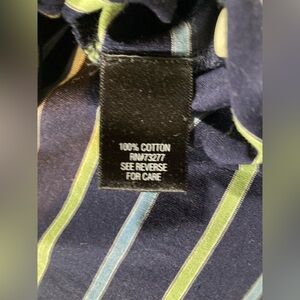 100% COTTON
RN#73277
SEE REVERSE
FOR CARE